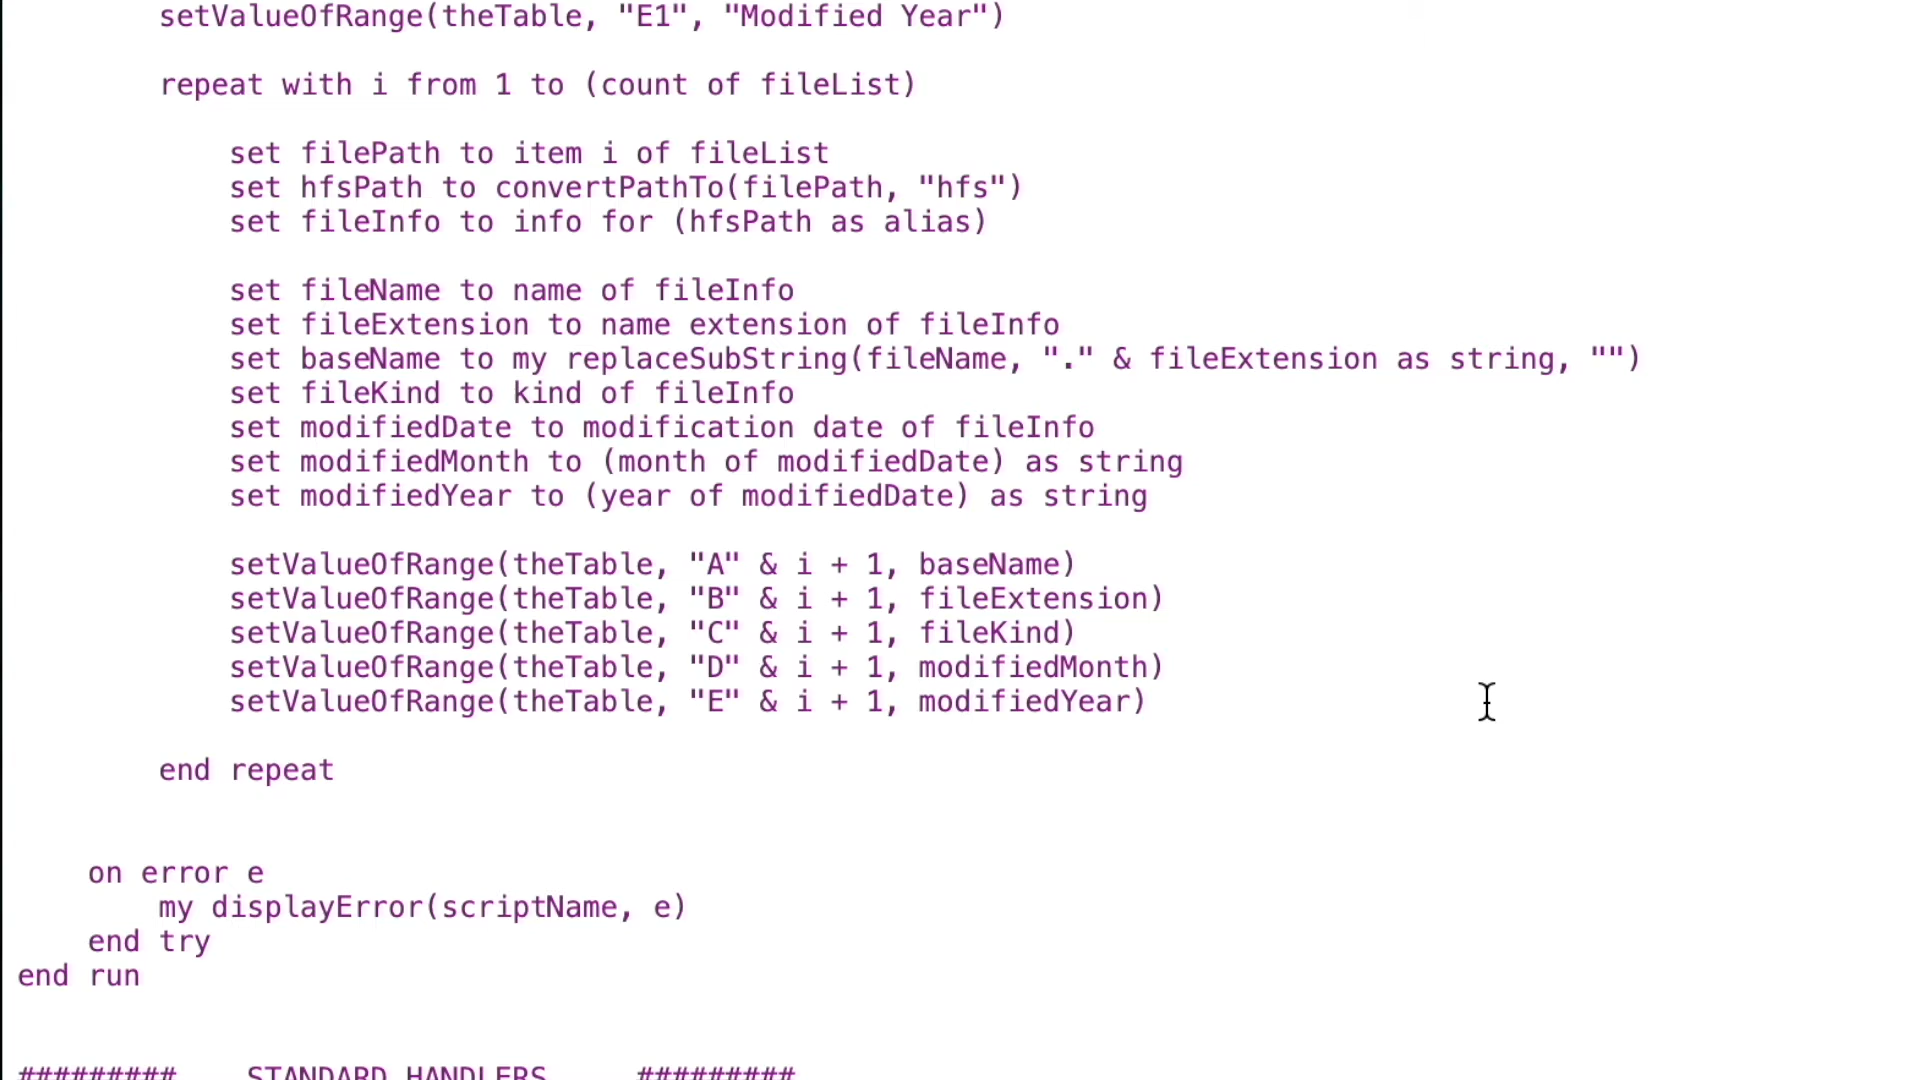 setValueOfRange(theTable, "E1", "Modified Year")
repeat with i from 1 to (count of fileList)
set filePath to item i of fileList
set hfsPath to convertPathTo(filePath, "hfs")
set fileInfo to info for (hfsPath as alias)
set fileName to name of fileInfo
set fileExtension to name extension of fileInfo
set baseName to my replaceSubString(fileName, "." & fileExtension as string, "")
set fileKind to kind of fileInfo
set modifiedDate to modification date of fileInfo
set modifiedMonth to (month of modifiedDate) as string
set modifiedYear to (year of modifiedDate) as string
setValueOfRange(theTable, "A" & i + 1, baseName)
setValueOfRange(theTable, "B" & i + 1, fileExtension)
setValueOfRange(theTable, "C" & i + 1, fileKind)
setValueOfRange(theTable, "D" & i + 1, modifiedMonth)
setValueOfRange(theTable, "E" & i + 1, modifiedYear)
end repeat
on error e
my displayError(scriptName, e)
end try
end run
######### STANDARD HANDLERS #########